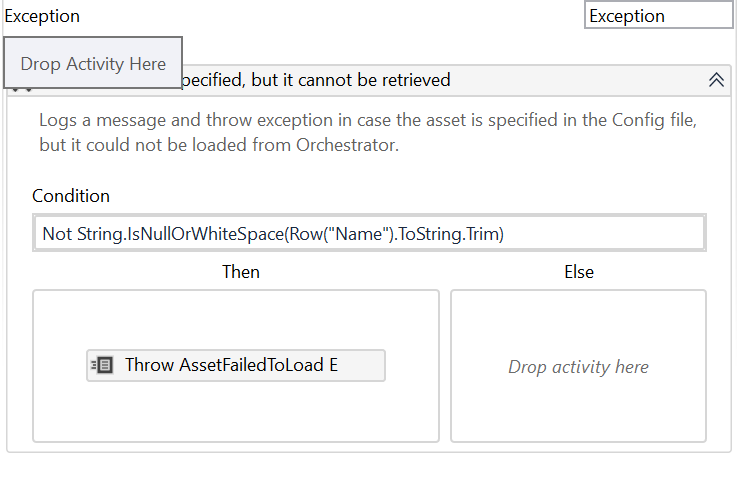 Exception
Exception
Drop Activity Here
pecified, but it cannot be retrieved
Logs a message and throw exception in case the asset is specified in the Config file,
but it could not be loaded from Orchestrator.
Condition
Not String.IsNullOrWhiteSpace(Row("Name").ToString.Trim)
Then
Else
Throw AssetFailedToLoad E
Drop activity here